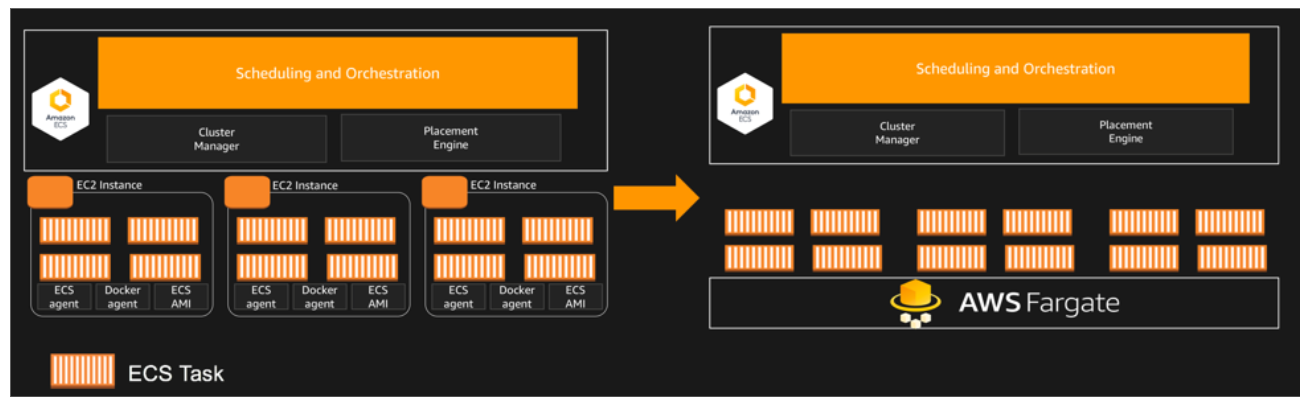 Scheduling and Orchestration
Amazon
ECS
Cluster
Manager
Placement
Engine
EC2 Instance
EC2 Instance
EC2 Instance
ECS
agent
Docker
agent
ECS
AMI
ECS
agent
Docker
agent
ECS
AMI
ECS
agent
Docker
agent
ECS
AMI
ECS Task
Scheduling and Orchestration
Amazon
ECS
Cluster
Manager
Placement
Engine
AWS Fargate